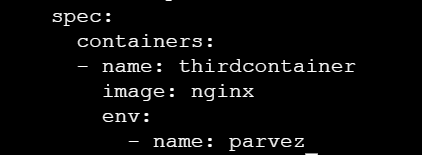 spec:
containers:
- name: thirdcontainer
image: nginx
env:
- name: parvez